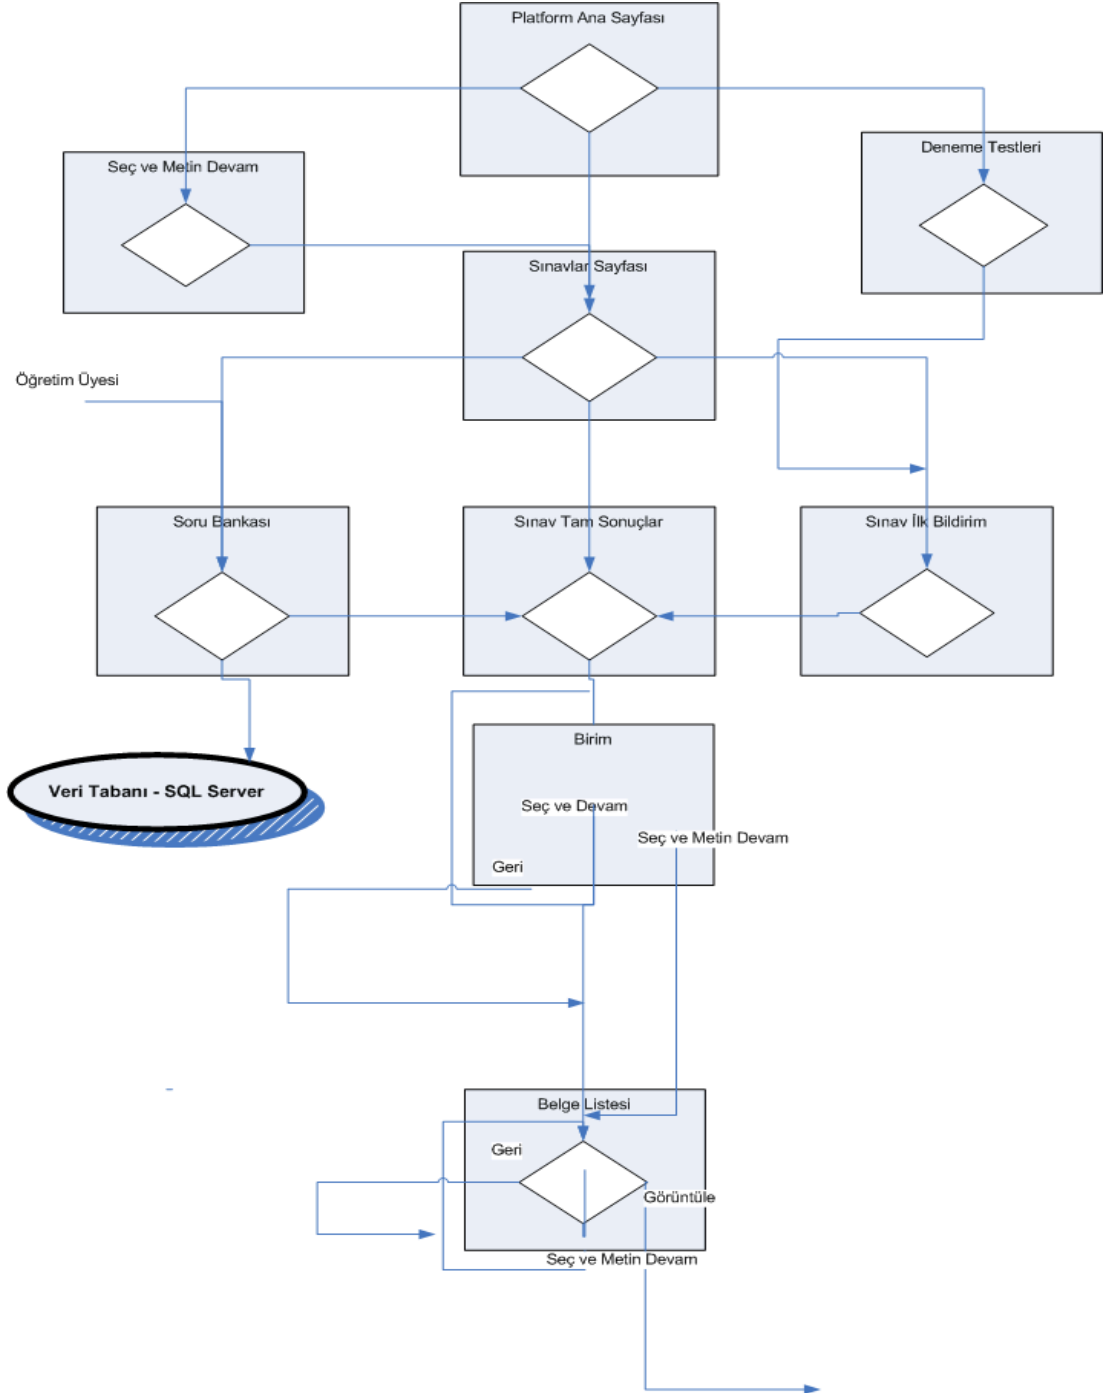 Platform Ana Sayfası
Seç ve Metin Devam
Deneme Testleri
Sınavlar Sayfası
Öğretim Üyesi
Soru Bankası
Sınav Tam Sonuçlar
Sınav İlk Bildirim
Birim
Veri Tabanı - SQL Server
Seç ve Devam
Seç ve Metin Devam
Geri
Belge Listesi
Geri
Görüntüle
Seç ve Metin Devam